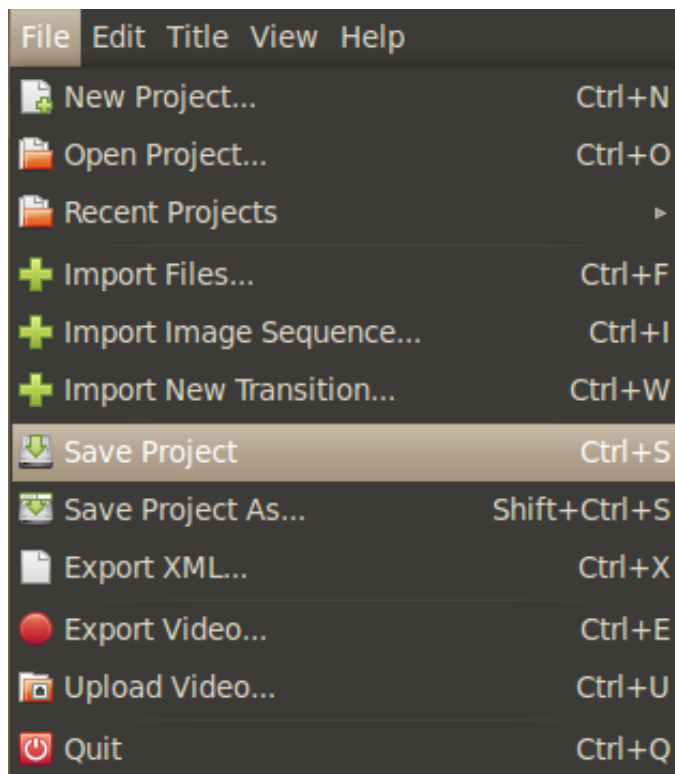 File Edit Title View Help
New Project... Ctrl+N
Open Project... Ctrl+O
Recent Projects
Import Files... Ctrl+F
Import Image Sequence... Ctrl+I
Import New Transition... Ctrl+W
Save Project Ctrl+S
Save Project As... Shift+Ctrl+S
Export XML... Ctrl+X
Export Video... Ctrl+E
Upload Video... Ctrl+U
Quit Ctrl+Q